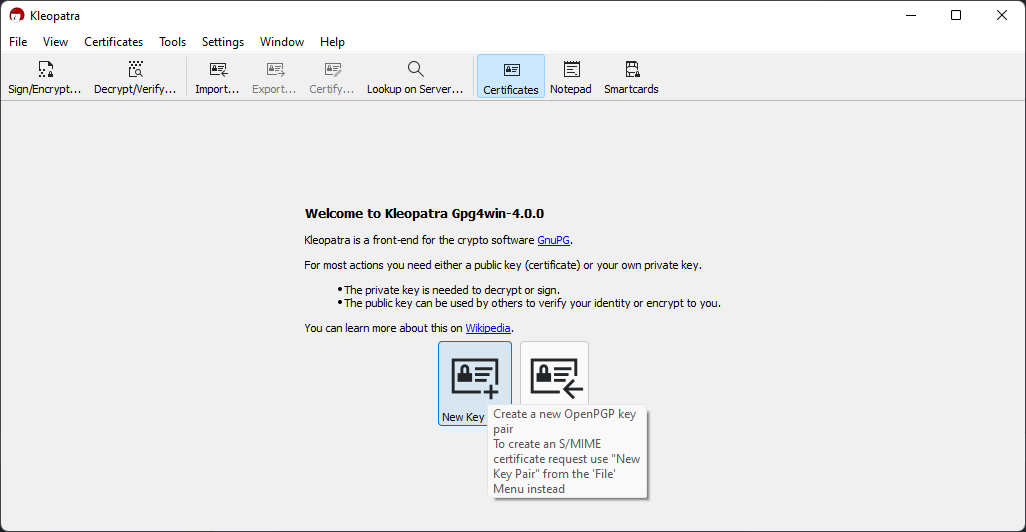 Kleopatra
File View Certificates Tools Settings Window Help
Sign/Encrypt... Decrypt/Verify... Import... Export... Certify... Lookup on Server... Certificates Notepad Smartcards
Welcome to Kleopatra Gpg4win-4.0.0
Kleopatra is a front-end for the crypto software GnuPG.
For most actions you need either a public key (certificate) or your own private key.
•The private key is needed to decrypt or sign.
•The public key can be used by others to verify your identity or encrypt to you.
You can learn more about this on Wikipedia.
New Key
Create a new OpenPGP key
pair
To create an S/MIME
certificate request use "New
Key Pair" from the 'File'
Menu instead